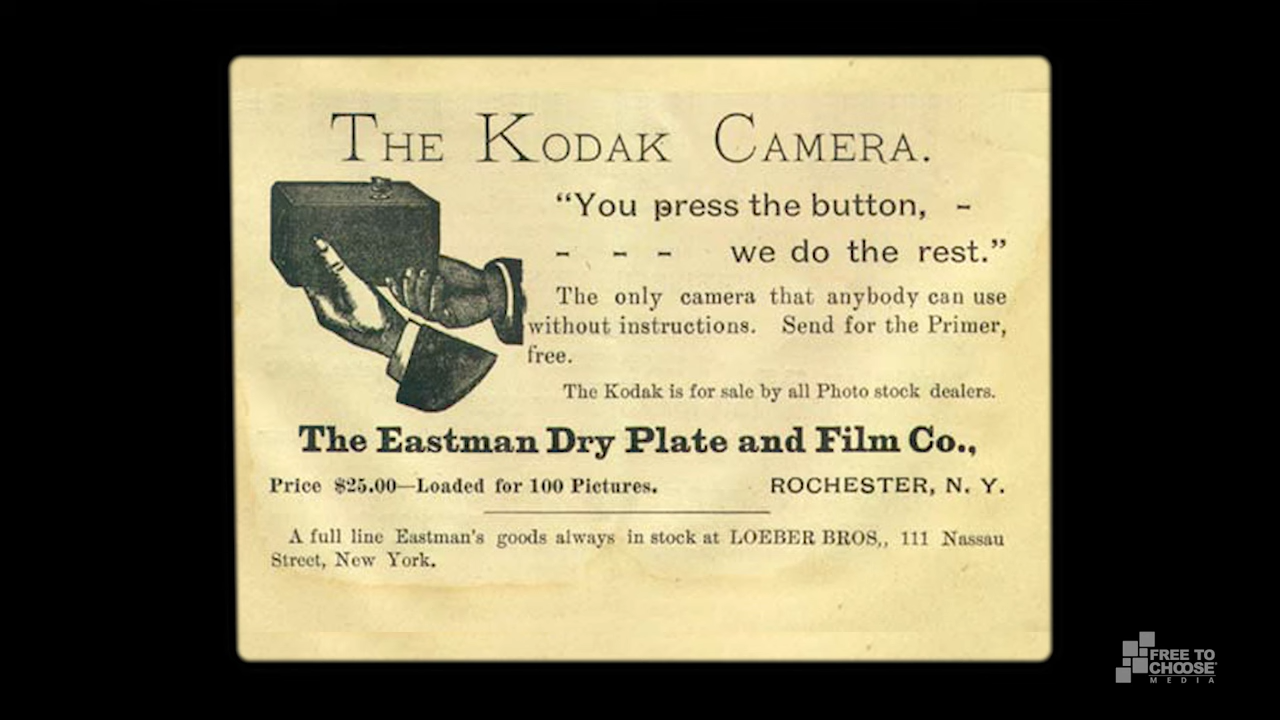 THE KODAK CAMERA.
"You press the button, -
- - - we do the rest."
The only camera that anybody can use
without instructions. Send for the Primer,
free.
The Kodak is for sale by all Photo stock dealers.
The Eastman Dry Plate and Film Co.,
Price $25.00—Loaded for 100 Pictures. ROCHESTER, N. Y.
A full line Eastman's goods always in stock at LOEBER BROS,, 111 Nassau
Street, New York.
FREE TO
CHOOSE
MEDIA